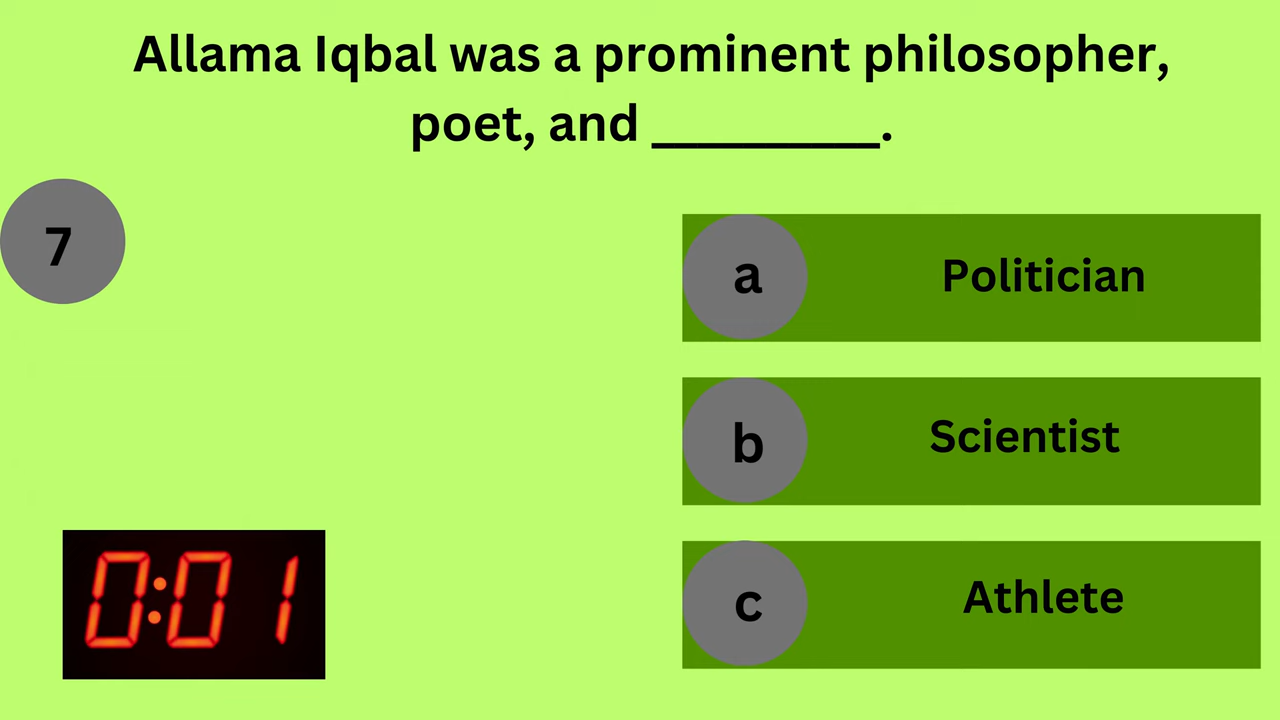 Allama Iqbal was a prominent philosopher,
poet, and _________.
7
a
Politician
b
Scientist
c
Athlete
0:01